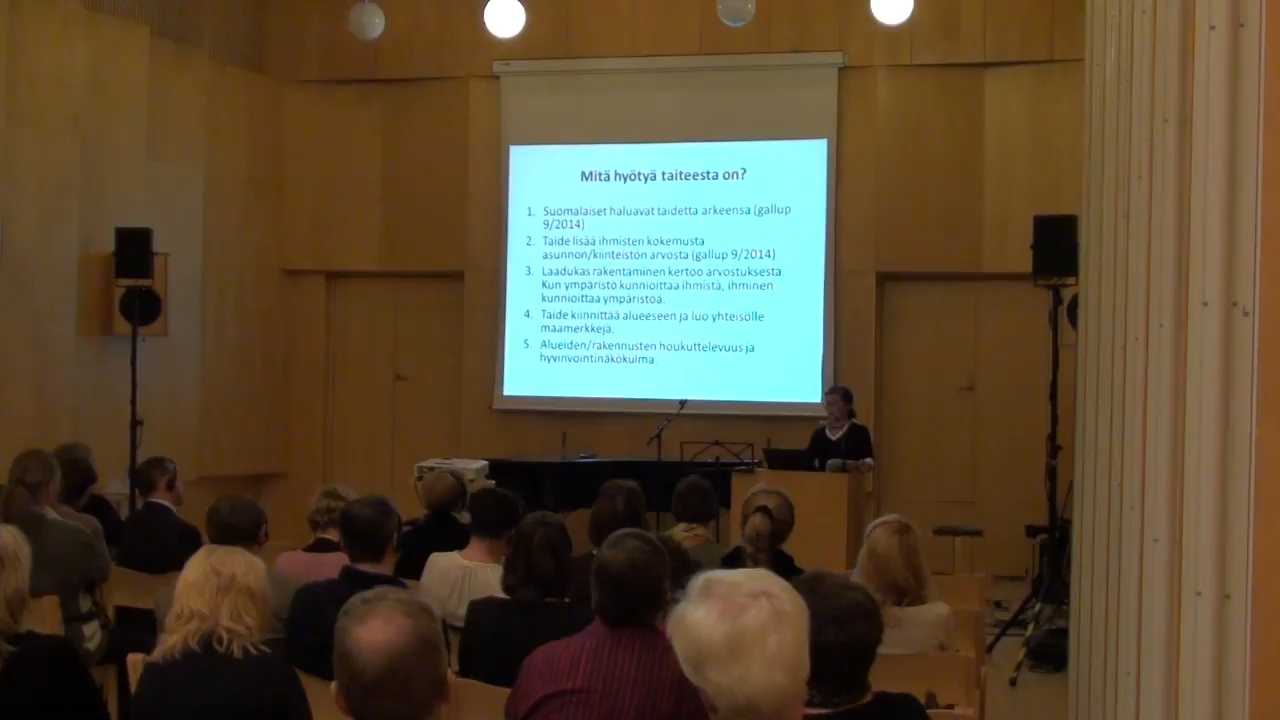 Mitä hyötyä taiteesta on?
1. Suomalaiset haluavat taidetta arkeensa (gallup
9/2014)
2. Taide lisää ihmisten kokemusta
asunnon/kiinteistön arvosta (gallup 9/2014)
3. Laadukas rakentaminen kertoo arvostuksesta.
Kun ympäristö kunnioittaa ihmistä, ihminen
kunnioittaa ympäristöä.
4. Taide kiinnittää alueeseen ja luo yhteisölle
maamerkkejä.
5. Alueiden/rakennusten houkuttelevuus ja
hyvinvointinäkökulma.